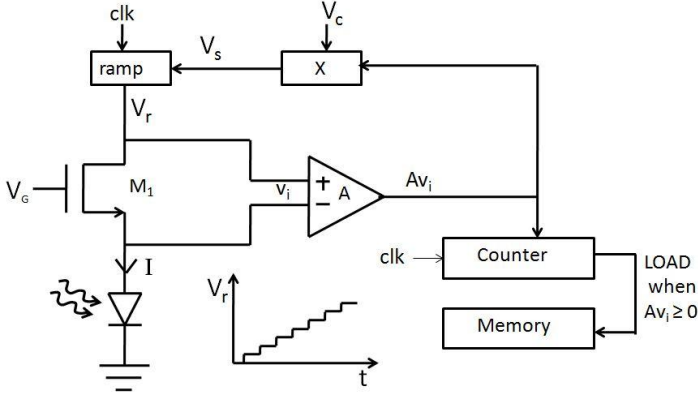 clk
V_c
ramp
V_s
X
V_r
V_G
M_1
v_i
+
−
A
Av_i
I
clk
Counter
LOAD
when
Av_i ≥ 0
Memory
V_r
t